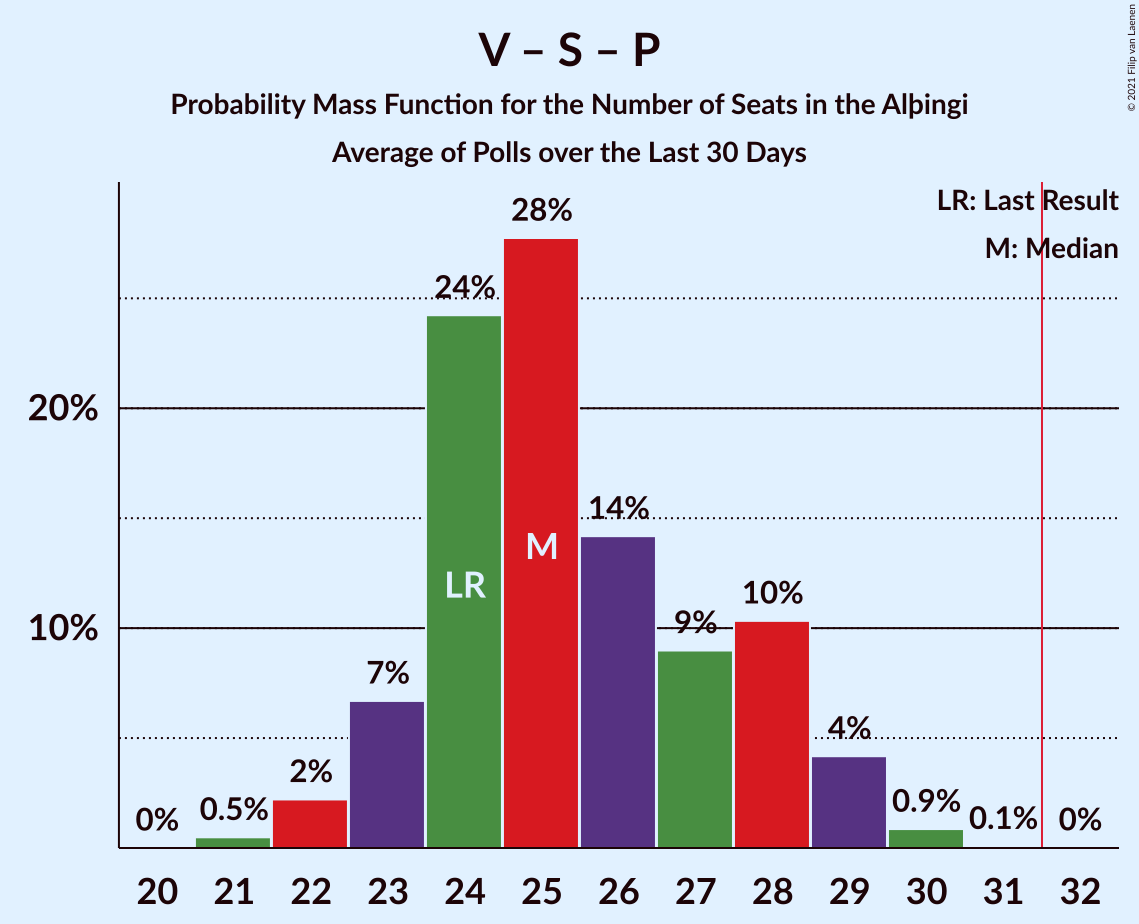 V – S – P
Probability Mass Function for the Number of Seats in the Alþingi
Average of Polls over the Last 30 Days
© 2021 Filip van Laenen
LR: Last Result
M: Median
28%
24%
20%
14%
M
LR
10%
10%
9%
7%
4%
2%
0%
0.5%
0.9%
0.1%
0%
20 21 22 23 24 25 26 27 28 29 30 31 32